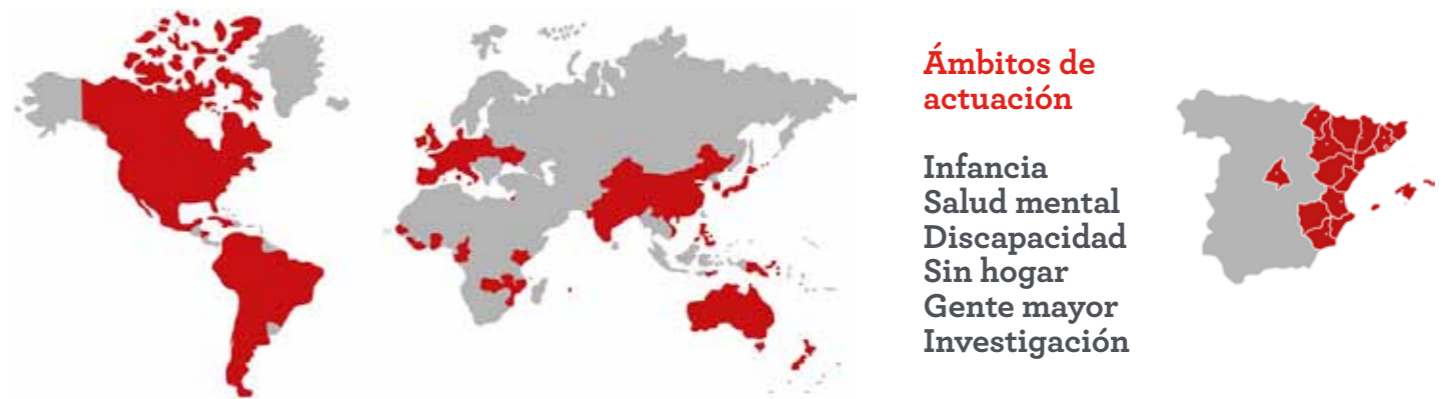 Ámbitos de
actuación
Infancia
Salud mental
Discapacidad
Sin hogar
Gente mayor
Investigación